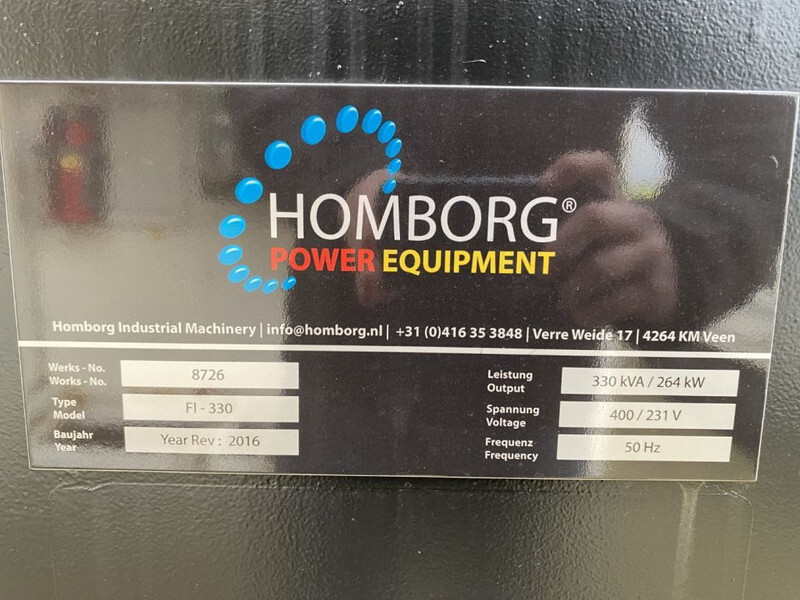 HOMBORG®
POWER EQUIPMENT
Homborg Industrial Machinery | info@homborg.nl | +31 (0)416 35 3848 | Verre Weide 17 | 4264 KM Veen
Werks - No.
Works - No.
8726
Type
Model
FI - 330
Baujahr
Year
Year Rev : 2016
Leistung
Output
330 kVA / 264 kW
Spannung
Voltage
400 / 231 V
Frequenz
Frequency
50 Hz